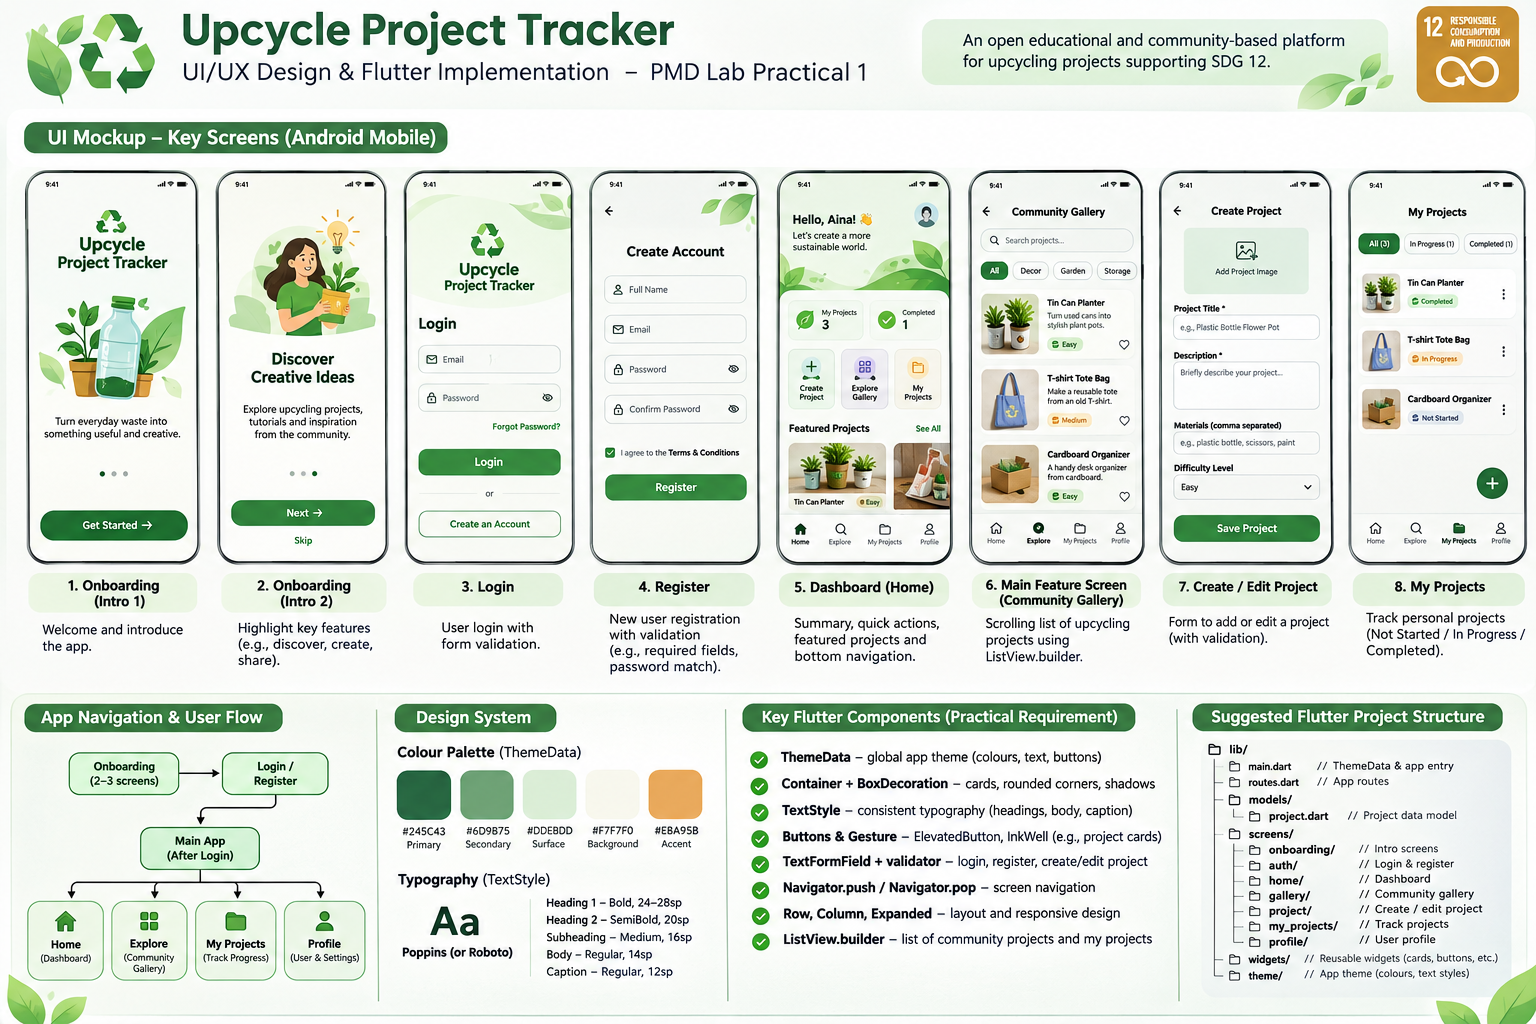 Upcycle Project Tracker
UI/UX Design & Flutter Implementation – PMD Lab Practical 1
An open educational and community-based platform
for upcycling projects supporting SDG 12.
12 RESPONSIBLE
CONSUMPTION
AND PRODUCTION
UI Mockup – Key Screens (Android Mobile)
9:41
Upcycle
Project Tracker
Turn everyday waste into
something useful and creative.
Get Started →
1. Onboarding
(Intro 1)
Welcome and introduce
the app.
9:41
Discover
Creative Ideas
Explore upcycling projects,
tutorials and inspiration
from the community.
Next →
Skip
2. Onboarding
(Intro 2)
Highlight key features
(e.g., discover, create,
share).
9:41
Upcycle
Project Tracker
Login
Email
Password
Forgot Password?
Login
or
Create an Account
3. Login
User login with
form validation.
9:41
←
Create Account
Full Name
Email
Password
Confirm Password
I agree to the Terms & Conditions
Register
4. Register
New user registration
with validation
(e.g., required fields,
password match).
9:41
Hello, Aina! 👋
Let's create a more
sustainable world.
My Projects
3
Completed
1
Create
Project
Explore
Gallery
My
Projects
Featured Projects See All
Tin Can Planter Easy
Home Explore My Projects Profile
5. Dashboard (Home)
Summary, quick actions,
featured projects and
bottom navigation.
9:41
← Community Gallery
Search projects...
All Decor Garden Storage
Tin Can Planter
Turn used cans into
stylish plant pots.
Easy
T-shirt Tote Bag
Make a reusable tote
from an old T-shirt.
Medium
Cardboard Organizer
A handy desk organizer
from cardboard.
Easy
Home Explore My Projects Profile
6. Main Feature Screen
(Community Gallery)
Scrolling list of upcycling
projects using
ListView.builder.
9:41
← Create Project
Add Project Image
Project Title *
e.g., Plastic Bottle Flower Pot
Description *
Briefly describe your project...
Materials (comma separated)
e.g., plastic bottle, scissors, paint
Difficulty Level
Easy
Save Project
7. Create / Edit Project
Form to add or edit a project
(with validation).
9:41
My Projects
All (3) In Progress (1) Completed (1)
Tin Can Planter
Completed
T-shirt Tote Bag
In Progress
Cardboard Organizer
Not Started
+
Home Explore My Projects Profile
8. My Projects
Track personal projects
(Not Started / In Progress /
Completed).
App Navigation & User Flow
Onboarding
(2–3 screens)
Login /
Register
Main App
(After Login)
Home
(Dashboard)
Explore
(Community
Gallery)
My Projects
(Track Progress)
Profile
(User & Settings)
Design System
Colour Palette (ThemeData)
#245C43
Primary
#6D9B75
Secondary
#DDEBDD
Surface
#F7F7F0
Background
#EBA95B
Accent
Typography (TextStyle)
Aa
Poppins (or Roboto)
Heading 1 – Bold, 24–28sp
Heading 2 – SemiBold, 20sp
Subheading – Medium, 16sp
Body – Regular, 14sp
Caption – Regular, 12sp
Key Flutter Components (Practical Requirement)
ThemeData – global app theme (colours, text, buttons)
Container + BoxDecoration – cards, rounded corners, shadows
TextStyle – consistent typography (headings, body, caption)
Buttons & Gesture – ElevatedButton, InkWell (e.g., project cards)
TextFormField + validator – login, register, create/edit project
Navigator.push / Navigator.pop – screen navigation
Row, Column, Expanded – layout and responsive design
ListView.builder – list of community projects and my projects
Suggested Flutter Project Structure
lib/
main.dart // ThemeData & app entry
routes.dart // App routes
models/
project.dart // Project data model
screens/
onboarding/ // Intro screens
auth/ // Login & register
home/ // Dashboard
gallery/ // Community gallery
project/ // Create / edit project
my_projects/ // Track projects
profile/ // User profile
widgets/ // Reusable widgets (cards, buttons, etc.)
theme/ // App theme (colours, text styles)